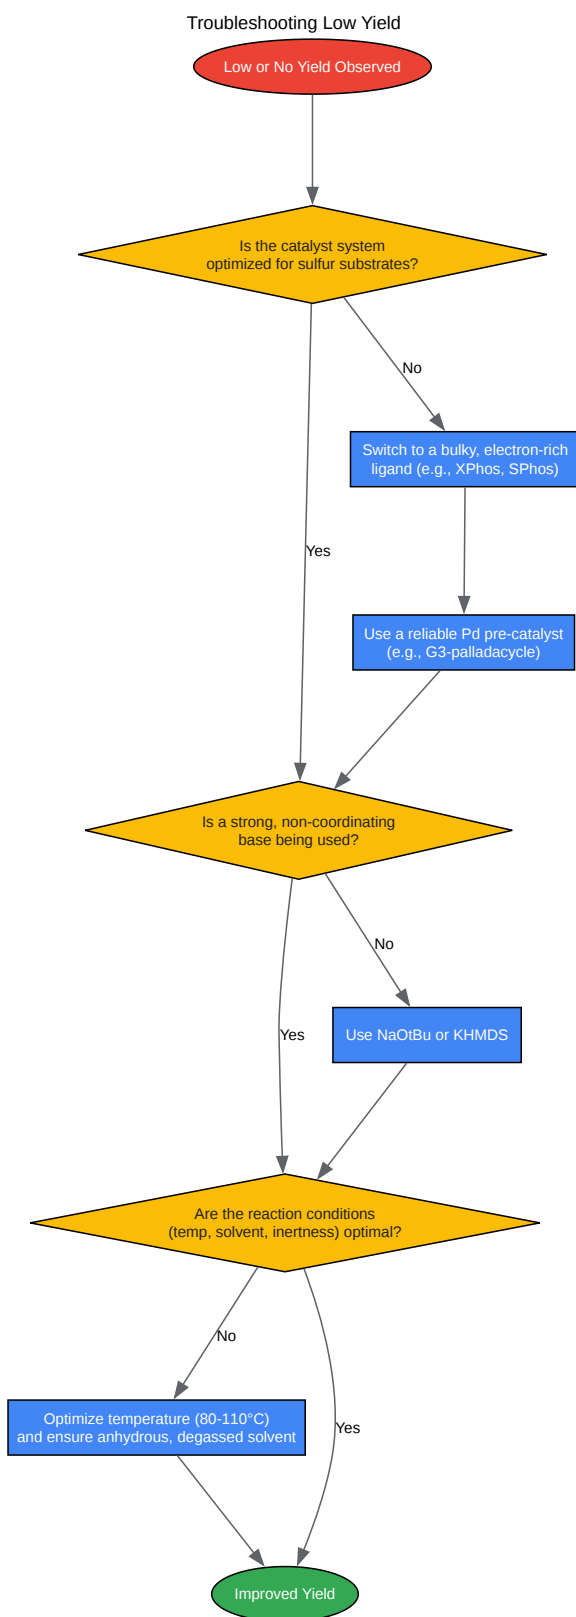 Troubleshooting Low Yield
Low or No Yield Observed
Is the catalyst system
optimized for sulfur substrates?
No
Switch to a bulky, electron-rich
ligand (e.g., XPhos, SPhos)
Yes
Use a reliable Pd pre-catalyst
(e.g., G3-palladacycle)
Is a strong, non-coordinating
base being used?
No
Yes
Use NaOtBu or KHMDS
Are the reaction conditions
(temp, solvent, inertness) optimal?
No
Optimize temperature (80-110°C)
and ensure anhydrous, degassed solvent
Yes
Improved Yield